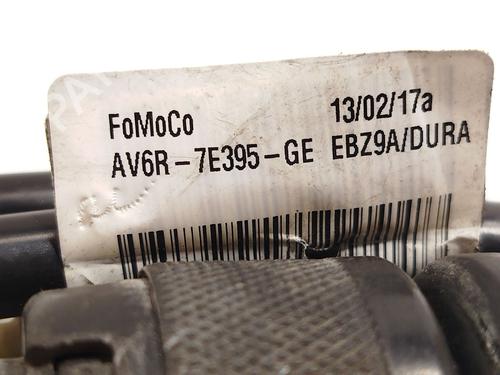 FoMoCo 13/02/17a
AV6R-7E395-GE EBZ9A/DURA